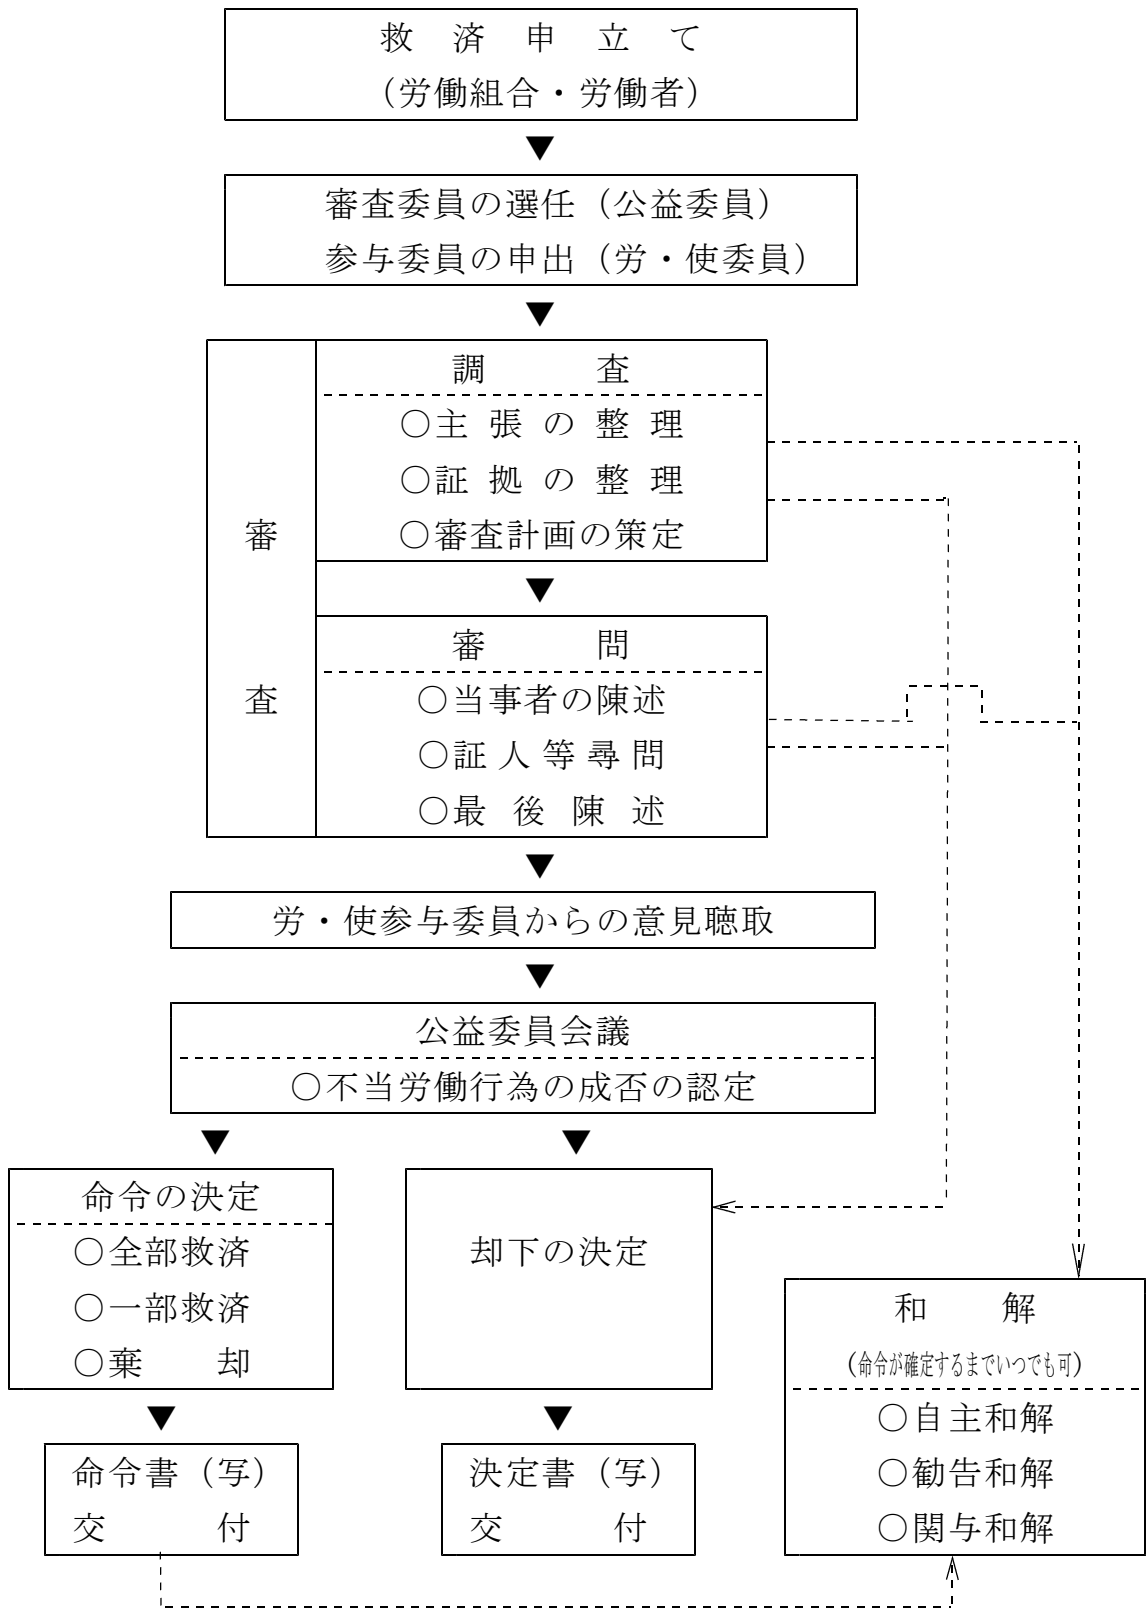 救済申立て
（労働組合・労働者）
▼
審査委員の選任（公益委員）
参与委員の申出（労・使委員）
▼
審査
調査
○主張の整理
○証拠の整理
○審査計画の策定
▼
審問
○当事者の陳述
○証人等尋問
○最後陳述
▼
労・使参与委員からの意見聴取
▼
公益委員会議
○不当労働行為の成否の認定
▼
▼
命令の決定
○全部救済
○一部救済
○棄却
却下の決定
和解
（命令が確定するまでいつでも可）
○自主和解
○勧告和解
○関与和解
▼
▼
命令書（写）
交付
決定書（写）
交付